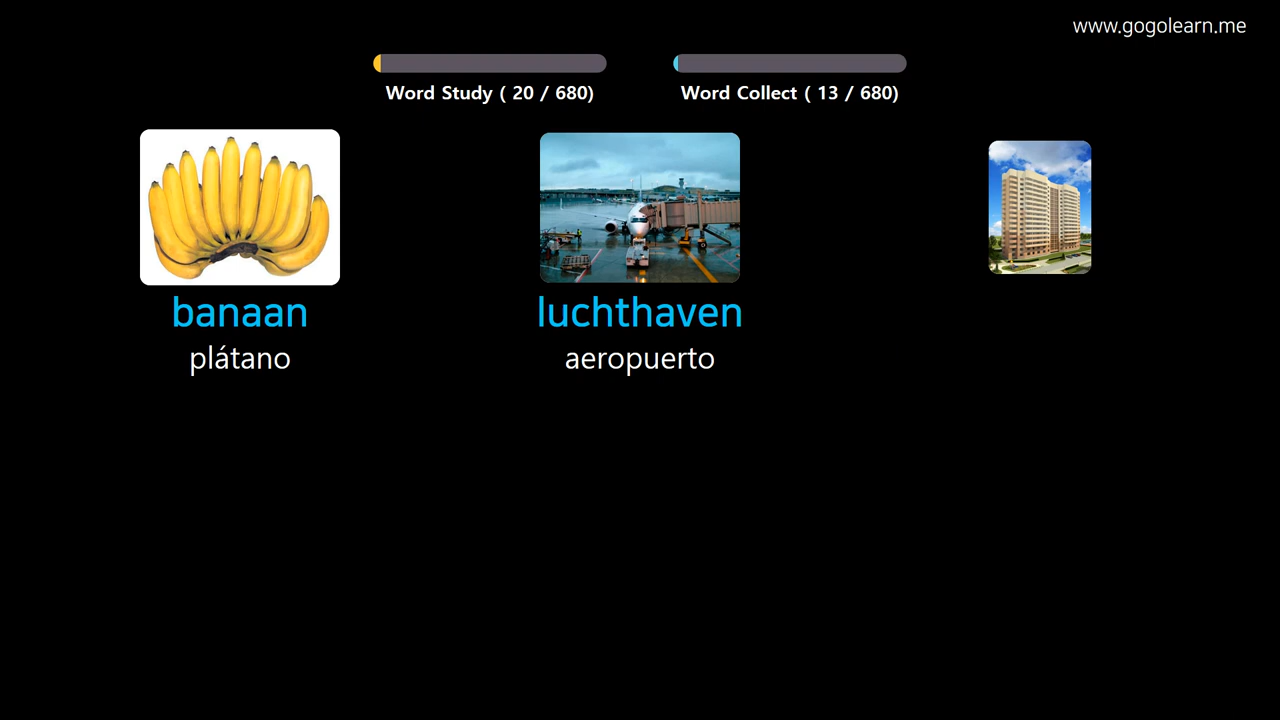 www.gogolearn.me
Word Study ( 20 / 680)
Word Collect ( 13 / 680)
banaan
plátano
luchthaven
aeropuerto